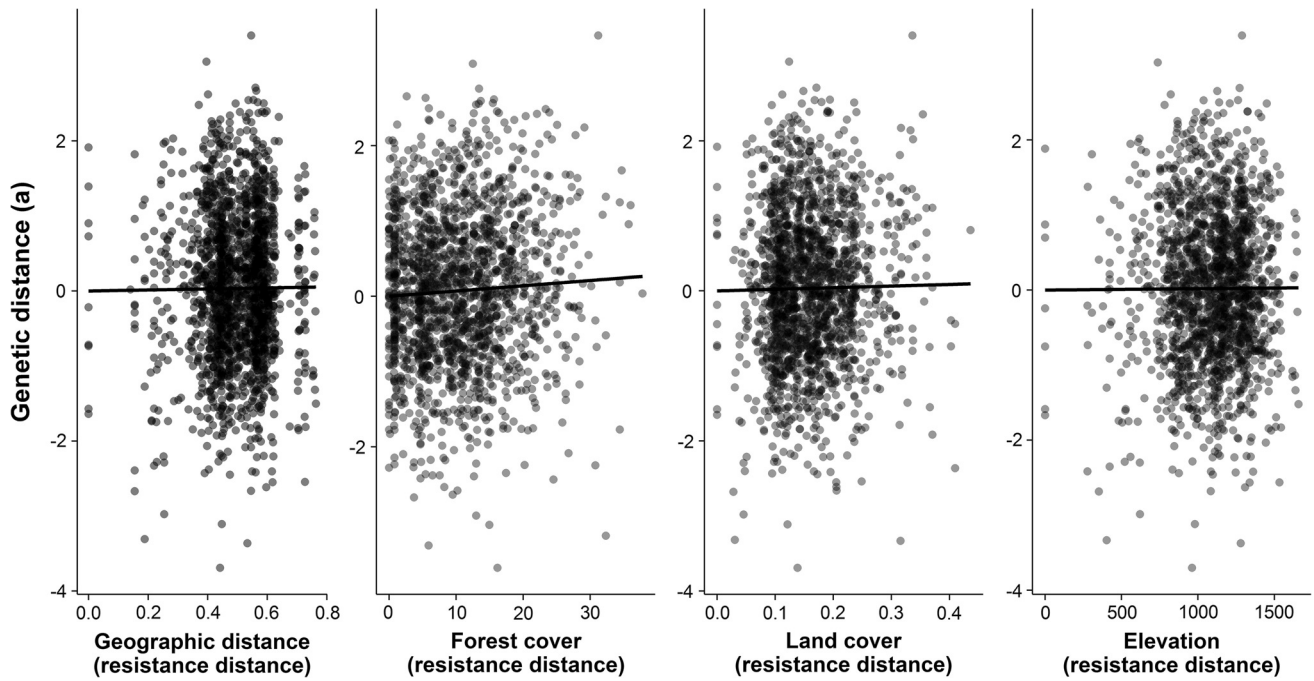 Genetic distance (a)
2
0
-2
-4
0.0 0.2 0.4 0.6 0.8
Geographic distance
(resistance distance)
2
0
-2
0 10 20 30
Forest cover
(resistance distance)
2
0
-2
-4
0.0 0.1 0.2 0.3 0.4
Land cover
(resistance distance)
2
0
-2
-4
0 500 1000 1500
Elevation
(resistance distance)